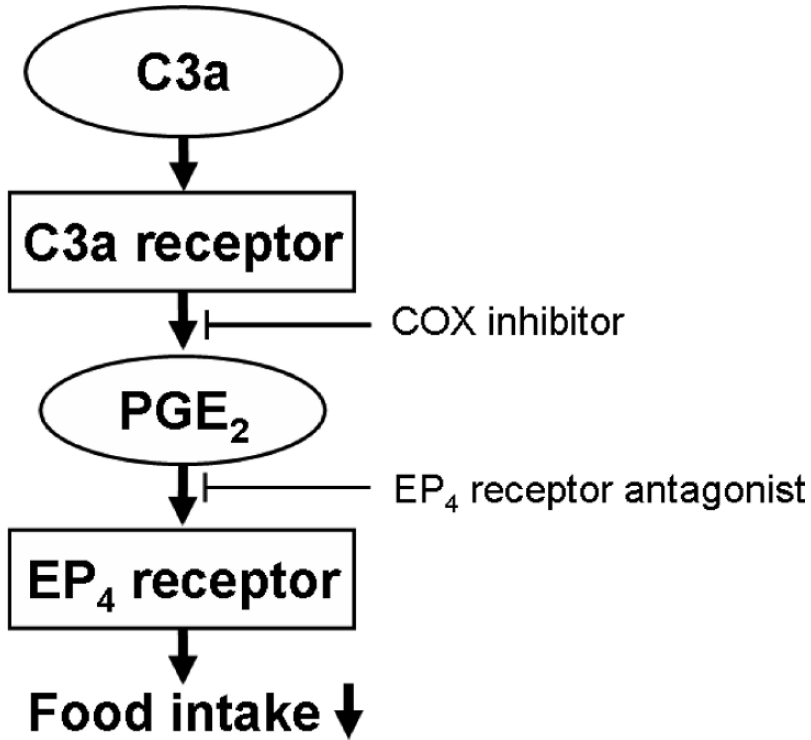 C3a
C3a receptor
COX inhibitor
PGE₂
EP₄ receptor antagonist
EP₄ receptor
Food intake